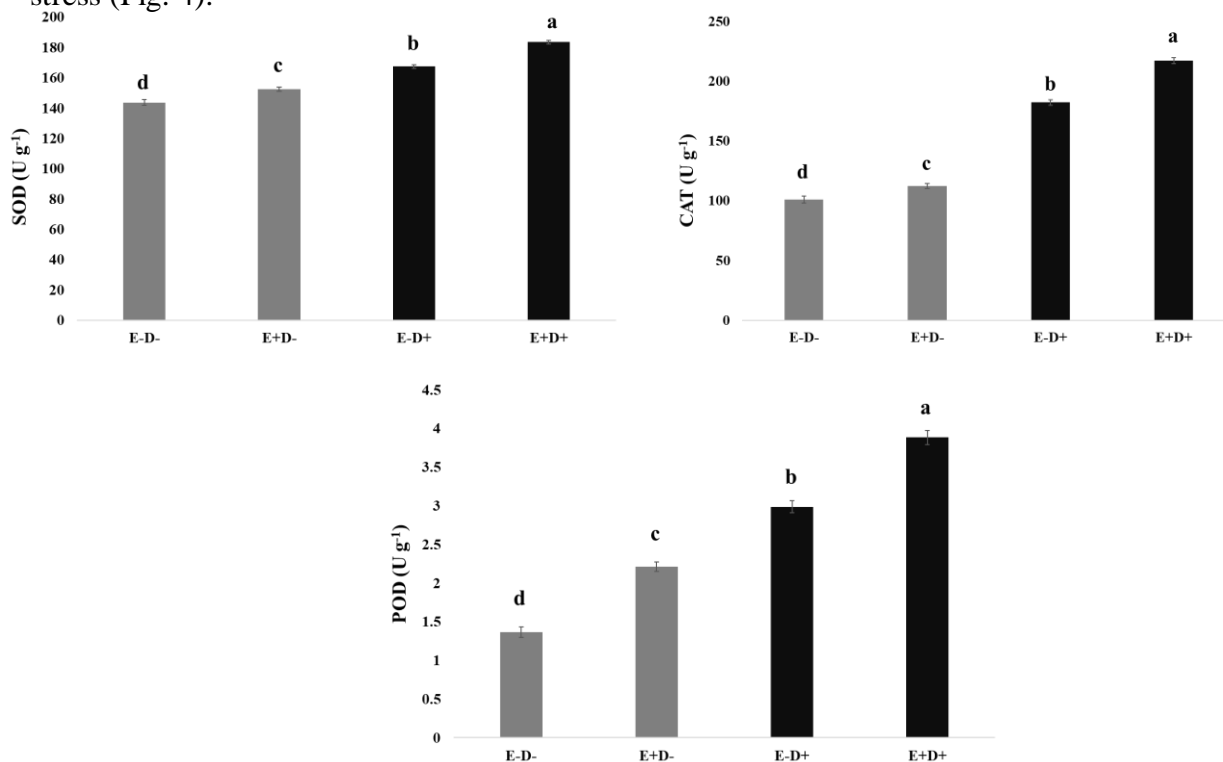 stress (Fig. 4).
200
180
160
140
120
100
80
60
40
20
0
SOD (U g⁻¹)
d
c
b
a
E-D-
E+D-
E-D+
E+D+
250
200
150
100
50
0
CAT (U g⁻¹)
d
c
b
a
E-D-
E+D-
E-D+
E+D+
4.5
4
3.5
3
2.5
2
1.5
1
0.5
0
POD (U g⁻¹)
d
c
b
a
E-D-
E+D-
E-D+
E+D+